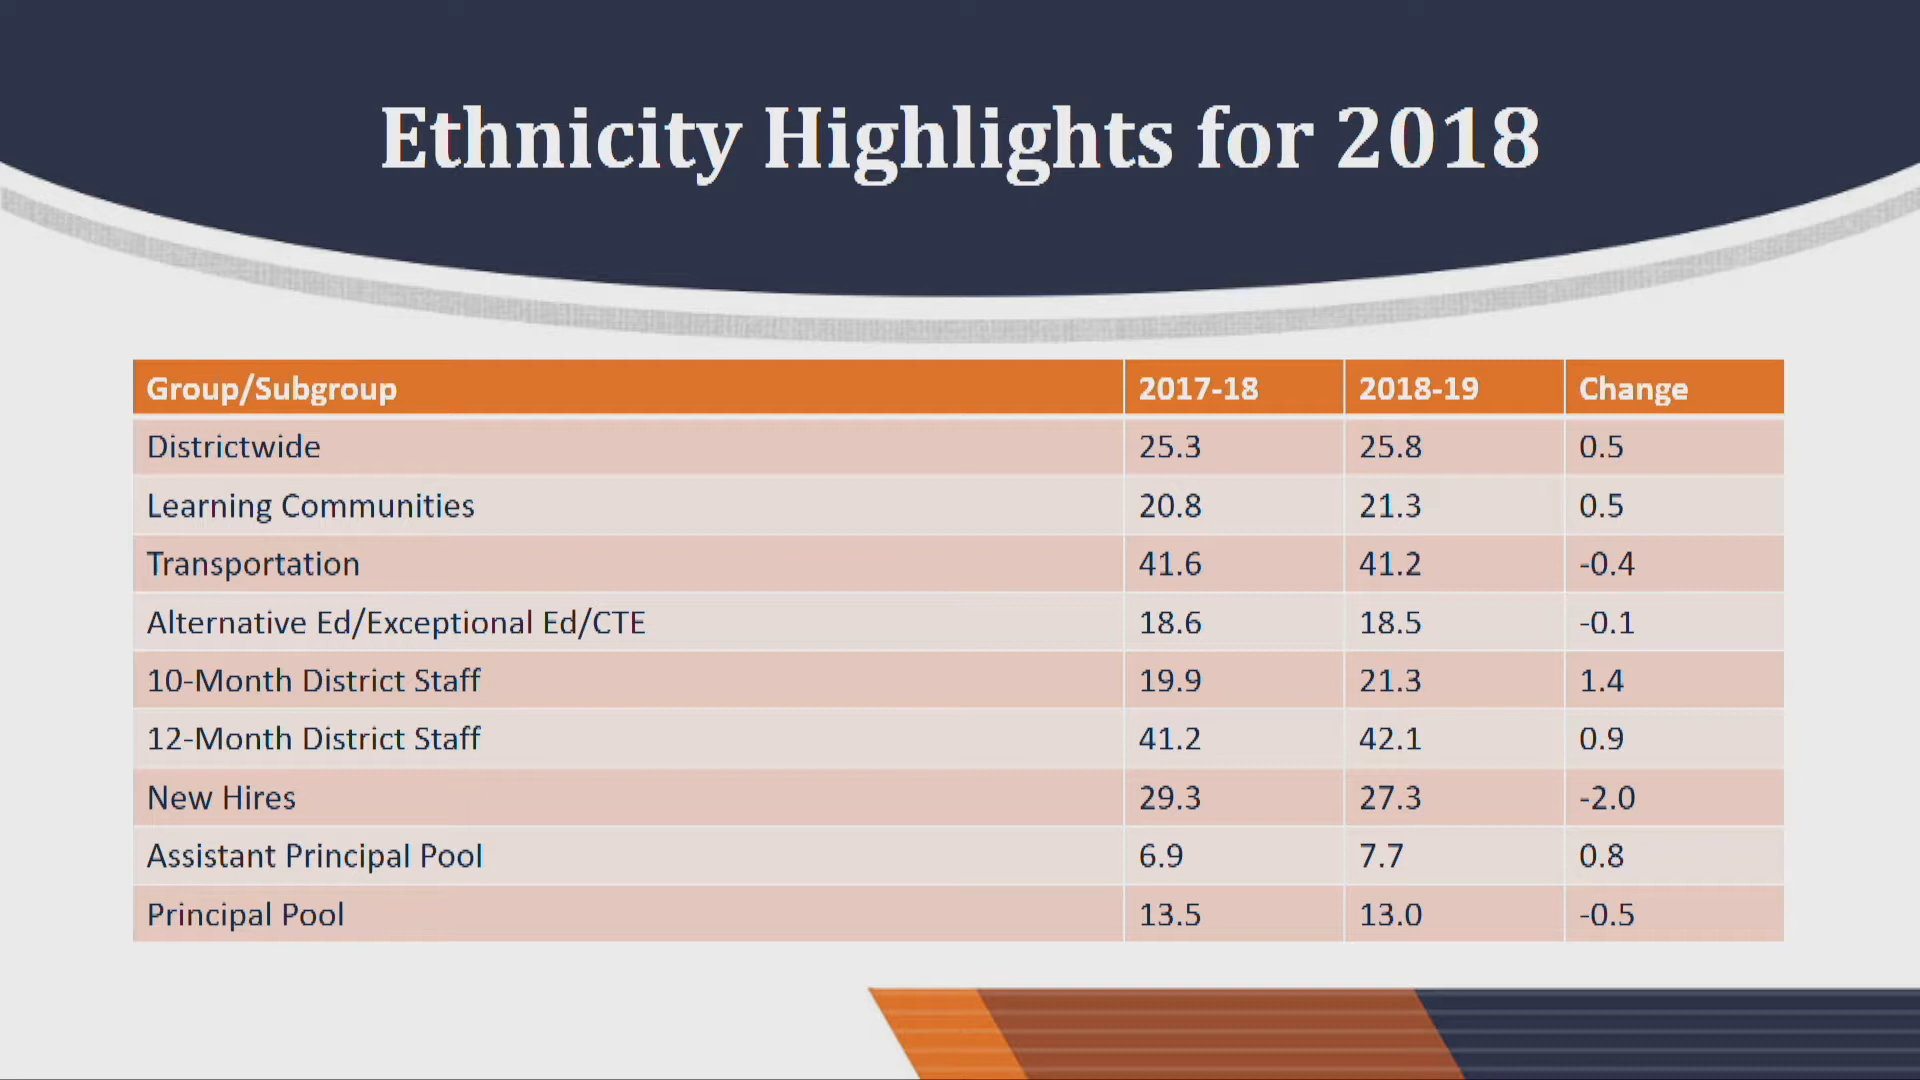 Ethnicity Highlights for 2018
Group/Subgroup 2017-18 2018-19 Change
Districtwide 25.3 25.8 0.5
Learning Communities 20.8 21.3 0.5
Transportation 41.6 41.2 -0.4
Alternative Ed/Exceptional Ed/CTE 18.6 18.5 -0.1
10-Month District Staff 19.9 21.3 1.4
12-Month District Staff 41.2 42.1 0.9
New Hires 29.3 27.3 -2.0
Assistant Principal Pool 6.9 7.7 0.8
Principal Pool 13.5 13.0 -0.5